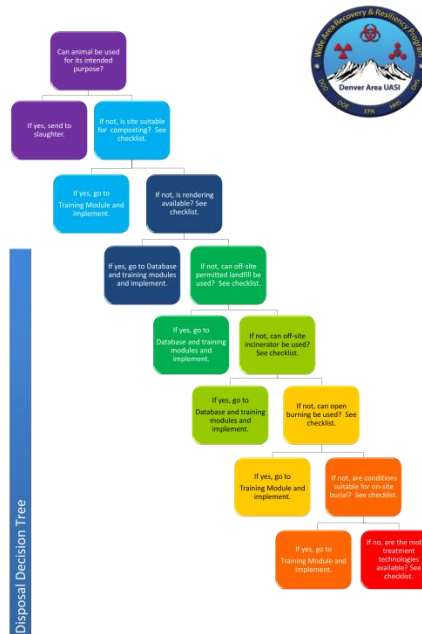 Wide Area Recovery & Resiliency Program
Denver Area UASI
DOD
DOE
EPA
HHS
DHS
Can animal be used
for its intended
purpose?
If yes, send to
slaughter.
If not, is site suitable
for composting? See
checklist.
If yes, go to
Training Module and
implement.
If not, is rendering
available? See
checklist.
If yes, go to Database
and training modules and
implement.
If not, can off-site
permitted landfill be
used? See checklist.
If yes, go to
Database and training
modules and
implement.
If not, can off-site
incinerator be used?
See checklist.
If yes, go to
Database and training
modules and
implement.
If not, can open
burning be used? See
checklist.
If yes, go to
Training Module and
implement.
If not, are conditions
suitable for on-site
burial? See checklist.
If yes, go to
Training Module and
implement.
If no, are the
treatment
technologies
available? See
checklist.
Disposal Decision Tree